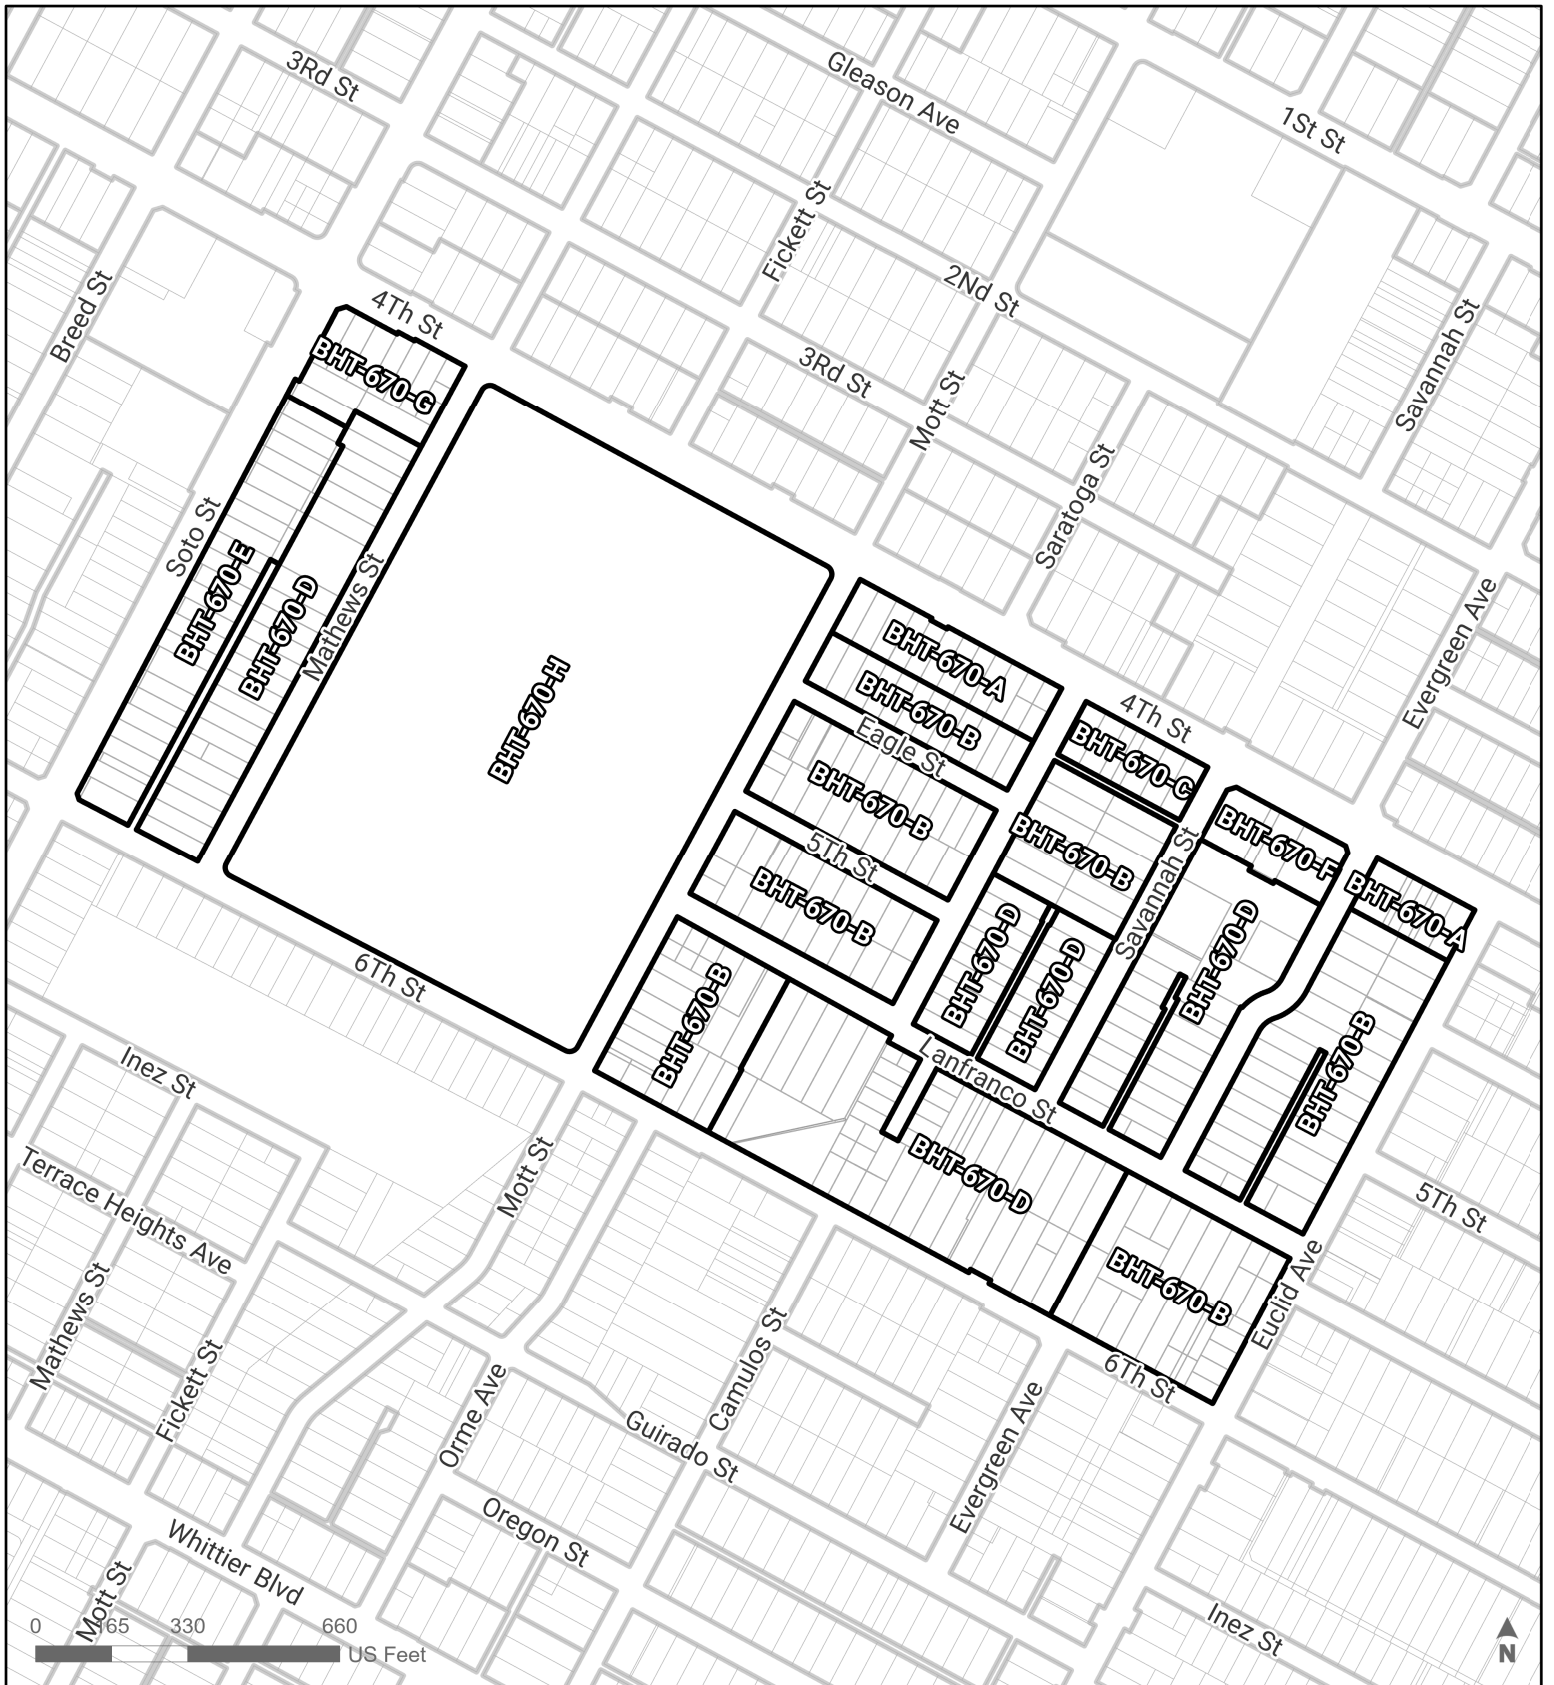 3Rd St
Gleason Ave
1St St
Fickett St
2Nd St
Breed St
4Th St
Savannah St
BHT-670-G
3Rd St
Mott St
Saratoga St
Soto St
BHT-670-E
BHT-670-D
Mathews St
BHT-670-H
Evergreen Ave
BHT-670-A
BHT-670-B
4Th St
BHT-670-C
Eagle St
BHT-670-B
BHT-670-B
BHT-670-F
5Th St
Savannah St
BHT-670-A
BHT-670-B
BHT-670-D
BHT-670-D
BHT-670-D
6Th St
BHT-670-B
BHT-670-B
Lanfranco St
Inez St
Mott St
BHT-670-D
Terrace Heights Ave
5Th St
BHT-670-B
Euclid Ave
Mathews St
Fickett St
Camulos St
6Th St
Orme Ave
Guirado St
Evergreen Ave
Oregon St
Whittier Blvd
Mott St
Inez St
0 165 330 660
US Feet
N